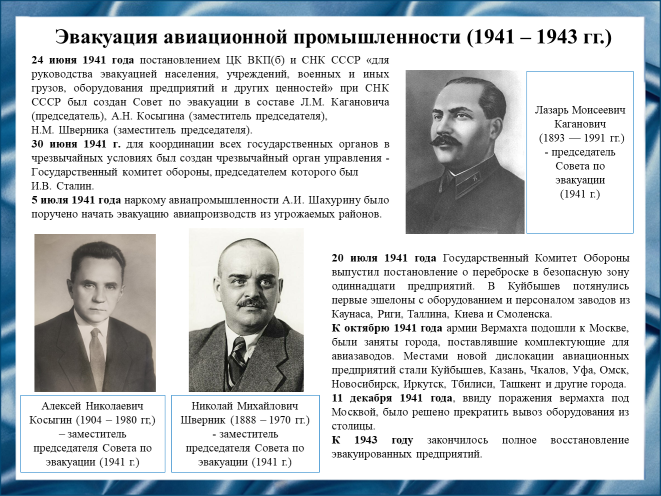 Эвакуация авиационной промышленности (1941 – 1943 гг.)
24 июня 1941 года постановлением ЦК ВКП(б) и СНК СССР «для
руководства эвакуацией населения, учреждений, военных и иных
грузов, оборудования предприятий и других ценностей» при СНК
СССР был создан Совет по эвакуации в составе Л.М. Кагановича
(председатель), А.Н. Косыгина (заместитель председателя),
Н.М. Шверника (заместитель председателя).
30 июня 1941 г. для координации всех государственных органов в
чрезвычайных условиях был создан чрезвычайный орган управления -
Государственный комитет обороны, председателем которого был
И.В. Сталин.
5 июля 1941 года наркому авиапромышленности А.И. Шахурину было
поручено начать эвакуацию авиапроизводств из угрожаемых районов.
Лазарь Моисеевич
Каганович
(1893 — 1991 гг.)
- председатель
Совета по
эвакуации
(1941 г.)
20 июля 1941 года Государственный Комитет Обороны
выпустил постановление о переброске в безопасную зону
одиннадцати предприятий. В Куйбышев потянулись
первые эшелоны с оборудованием и персоналом заводов из
Каунаса, Риги, Таллина, Киева и Смоленска.
К октябрю 1941 года армии Вермахта подошли к Москве,
были заняты города, поставлявшие комплектующие для
авиазаводов. Местами новой дислокации авиационных
предприятий стали Куйбышев, Казань, Чкалов, Уфа, Омск,
Новосибирск, Иркутск, Тбилиси, Ташкент и другие города.
11 декабря 1941 года, ввиду поражения вермахта под
Москвой, было решено прекратить вывоз оборудования из
столицы.
К 1943 году закончилось полное восстановление
эвакуированных предприятий.
Алексей Николаевич
Косыгин (1904 – 1980 гг,)
– заместитель
председателя Совета по
эвакуации (1941 г.)
Николай Михайлович
Шверник (1888 – 1970 гг.)
- заместитель
председателя Совета по
эвакуации (1941 г.)